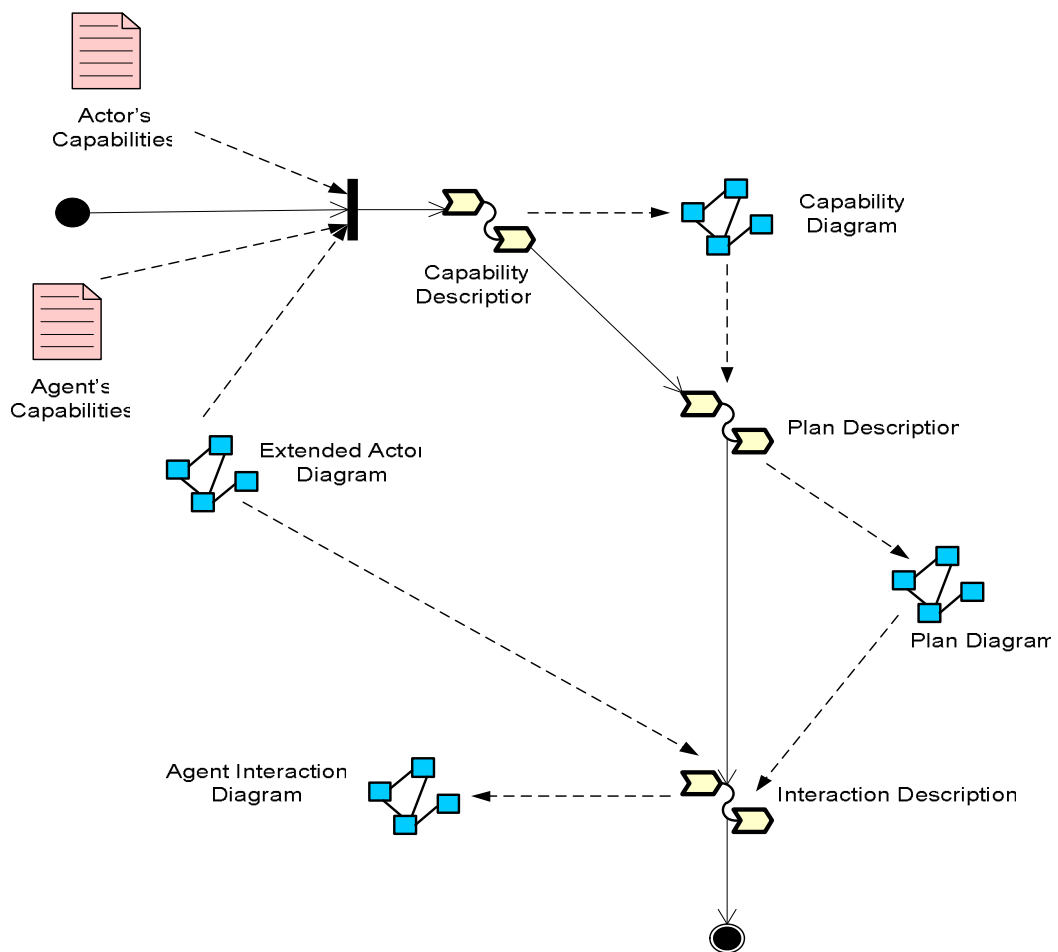 Actor's
Capabilities
Capability
Diagram
Capability
Description
Agent's
Capabilities
Plan Description
Extended Actor
Diagram
Plan Diagram
Agent Interaction
Diagram
Interaction Description